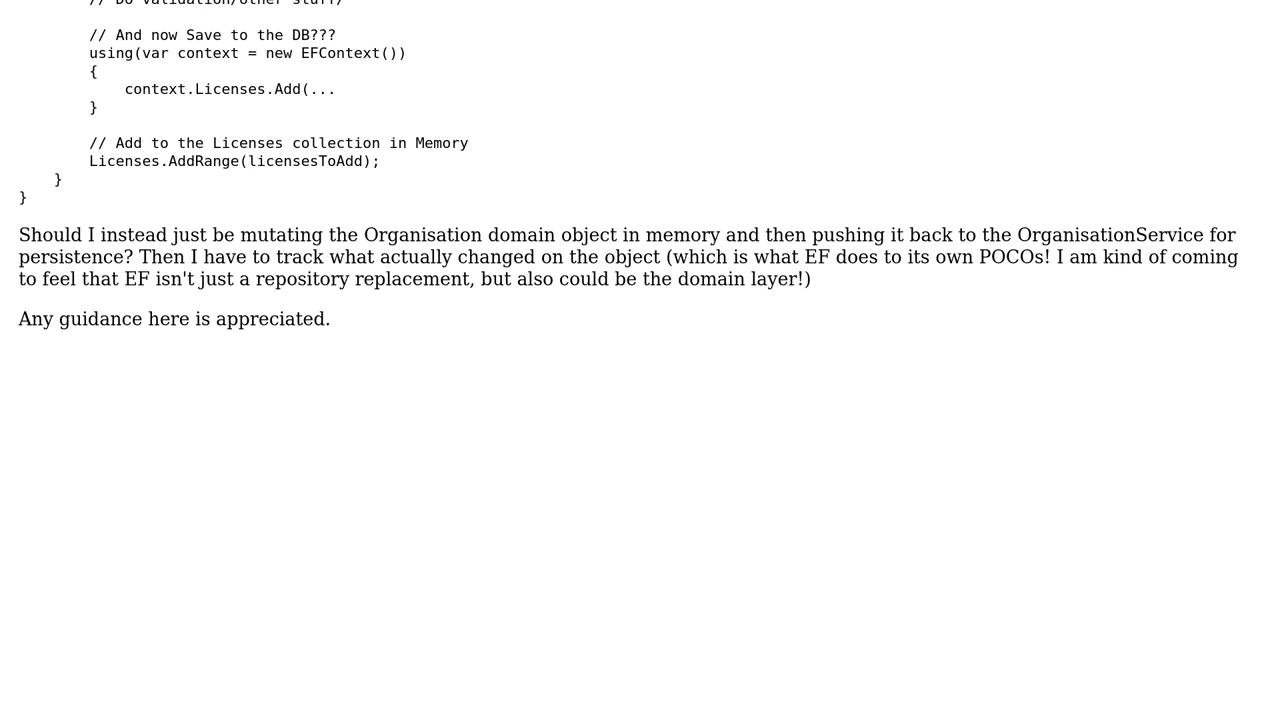 // Do validation/other stuff/
// And now Save to the DB???
using(var context = new EFContext())
{
context.Licenses.Add(...
}
// Add to the Licenses collection in Memory
Licenses.AddRange(licensesToAdd);
}
}
Should I instead just be mutating the Organisation domain object in memory and then pushing it back to the OrganisationService for
persistence? Then I have to track what actually changed on the object (which is what EF does to its own POCOs! I am kind of coming
to feel that EF isn't just a repository replacement, but also could be the domain layer!)
Any guidance here is appreciated.